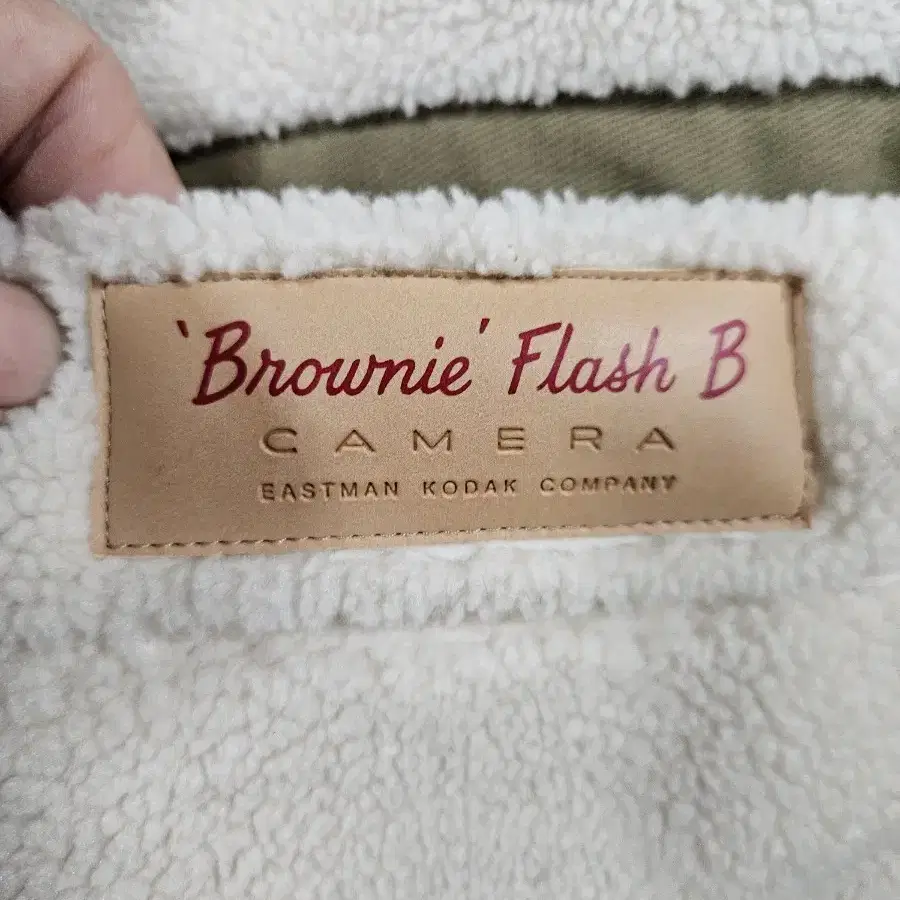 'Brownie' Flash B
CAMERA
EASTMAN KODAK COMPANY